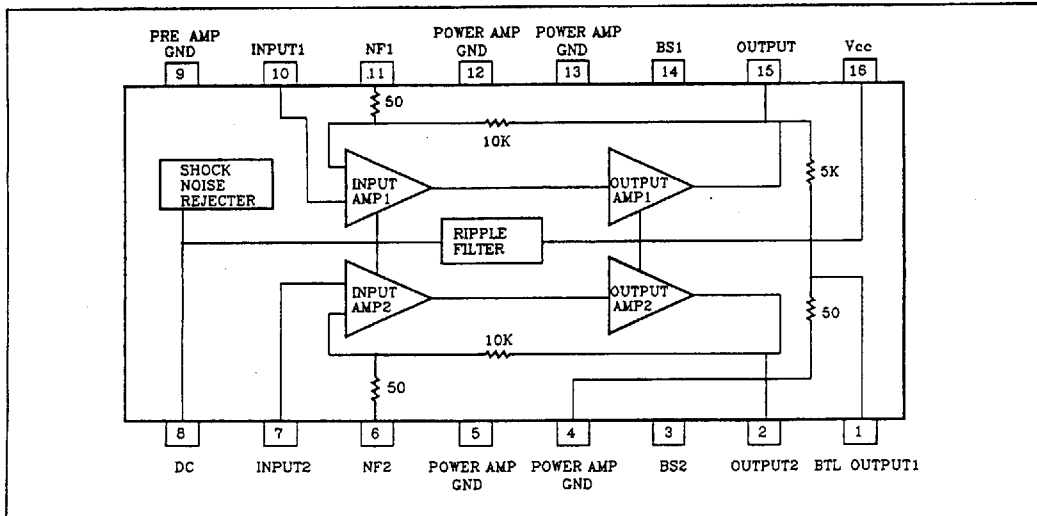 PRE AMP
GND
INPUT1
NF1
POWER AMP
GND
POWER AMP
GND
BS1
OUTPUT
Vcc
9
10
11
12
13
14
15
16
50
10K
5K
SHOCK
NOISE
REJECTER
INPUT
AMP1
OUTPUT
AMP1
RIPPLE
FILTER
INPUT
AMP2
OUTPUT
AMP2
50
10K
50
8
7
6
5
4
3
2
1
DC
INPUT2
NF2
POWER AMP
GND
POWER AMP
GND
BS2
OUTPUT2
BTL OUTPUT1